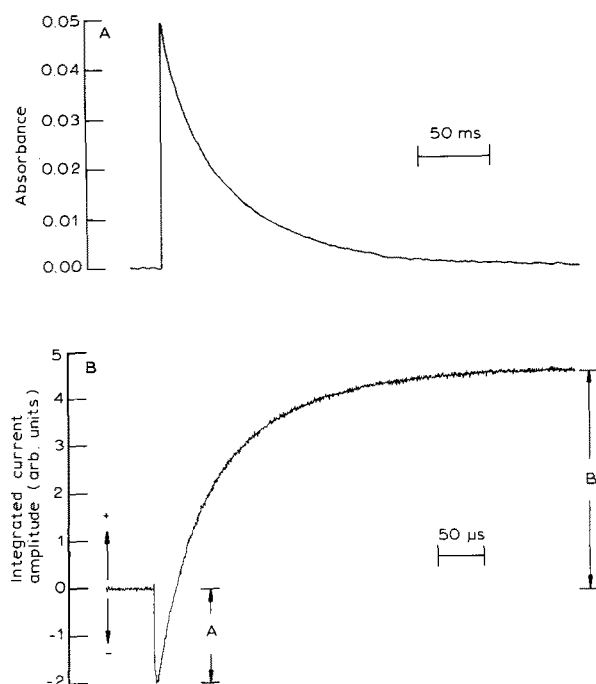 0.05
A
0.04
0.03
0.02
0.01
0.00
Absorbance
50 ms
5
B
4
3
2
1
0
-1
-2
Integrated current
amplitude (arb. units)
+
−
A
50 µs
B